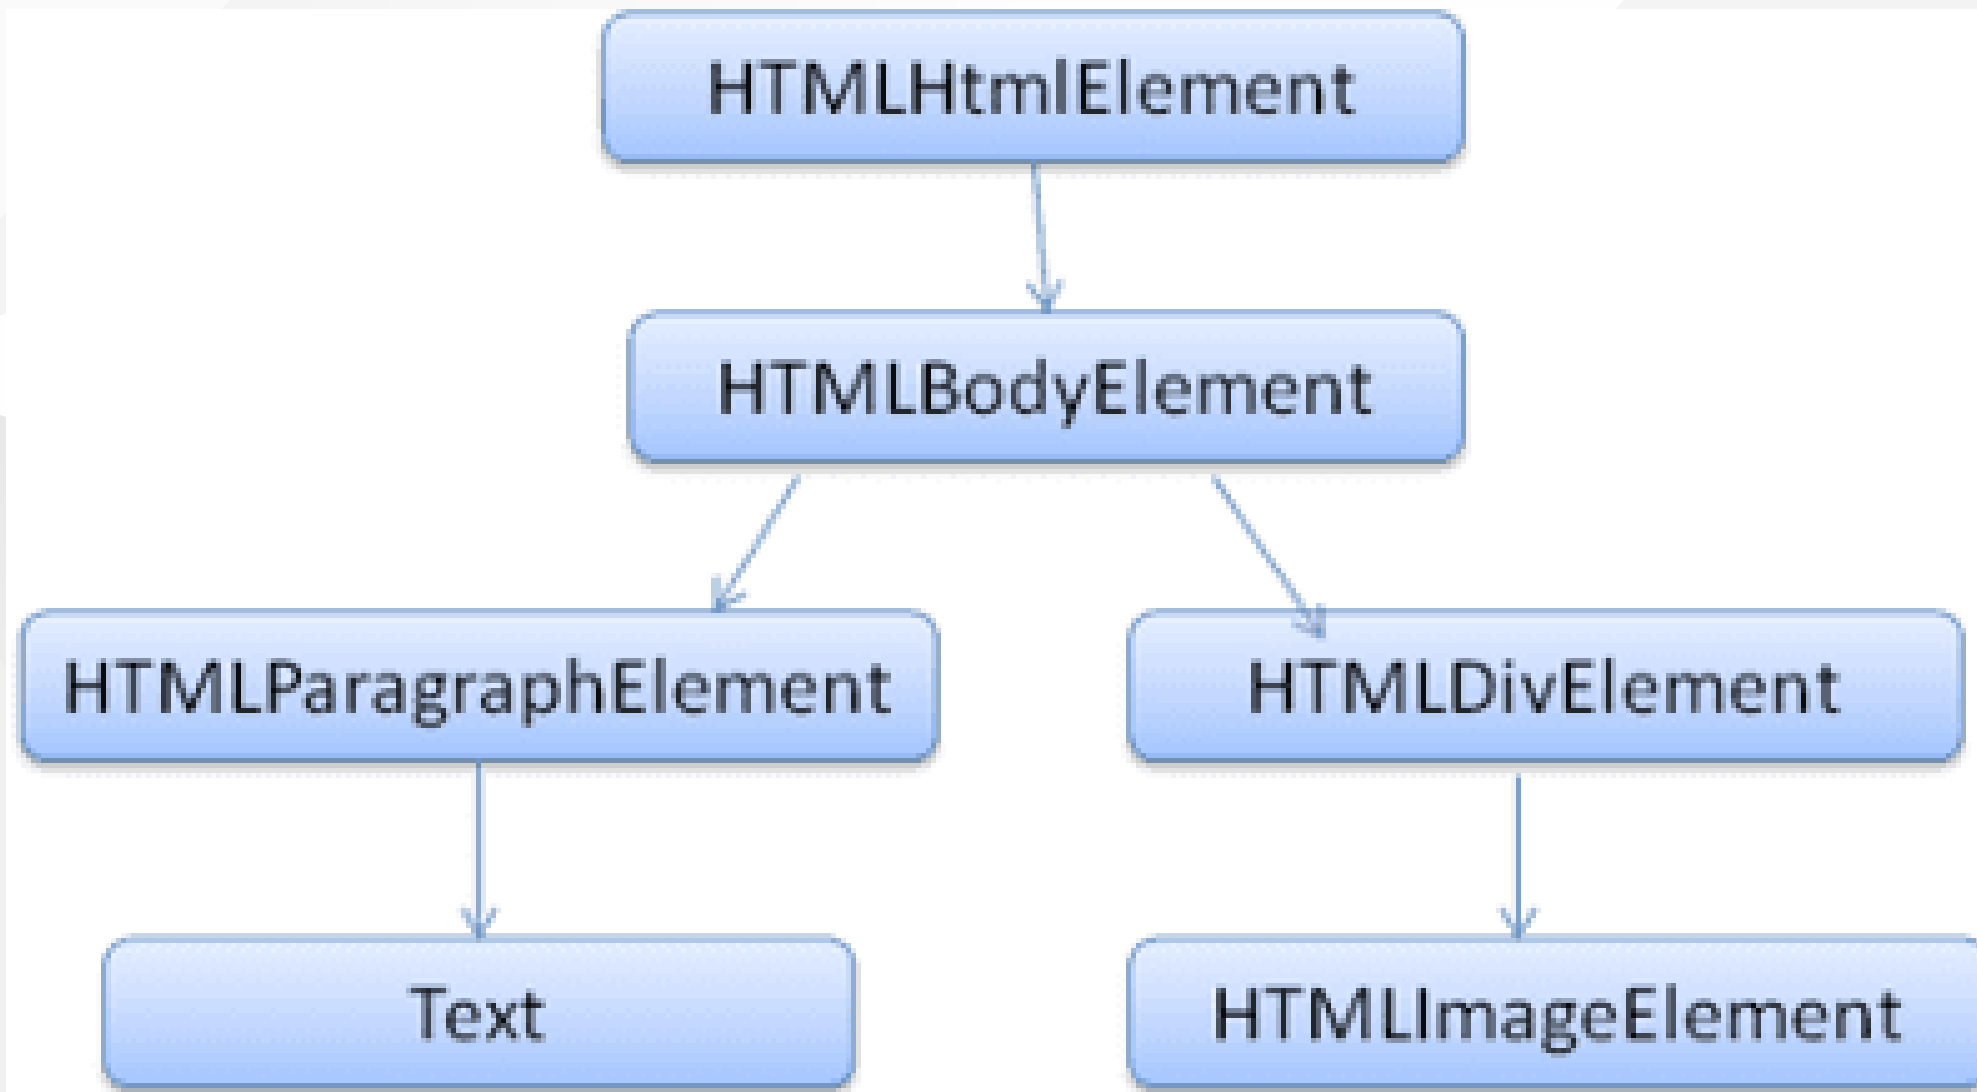 HTMLHtmlElement
HTMLBodyElement
HTMLParagraphElement
HTMLDivElement
Text
HTMLImageElement